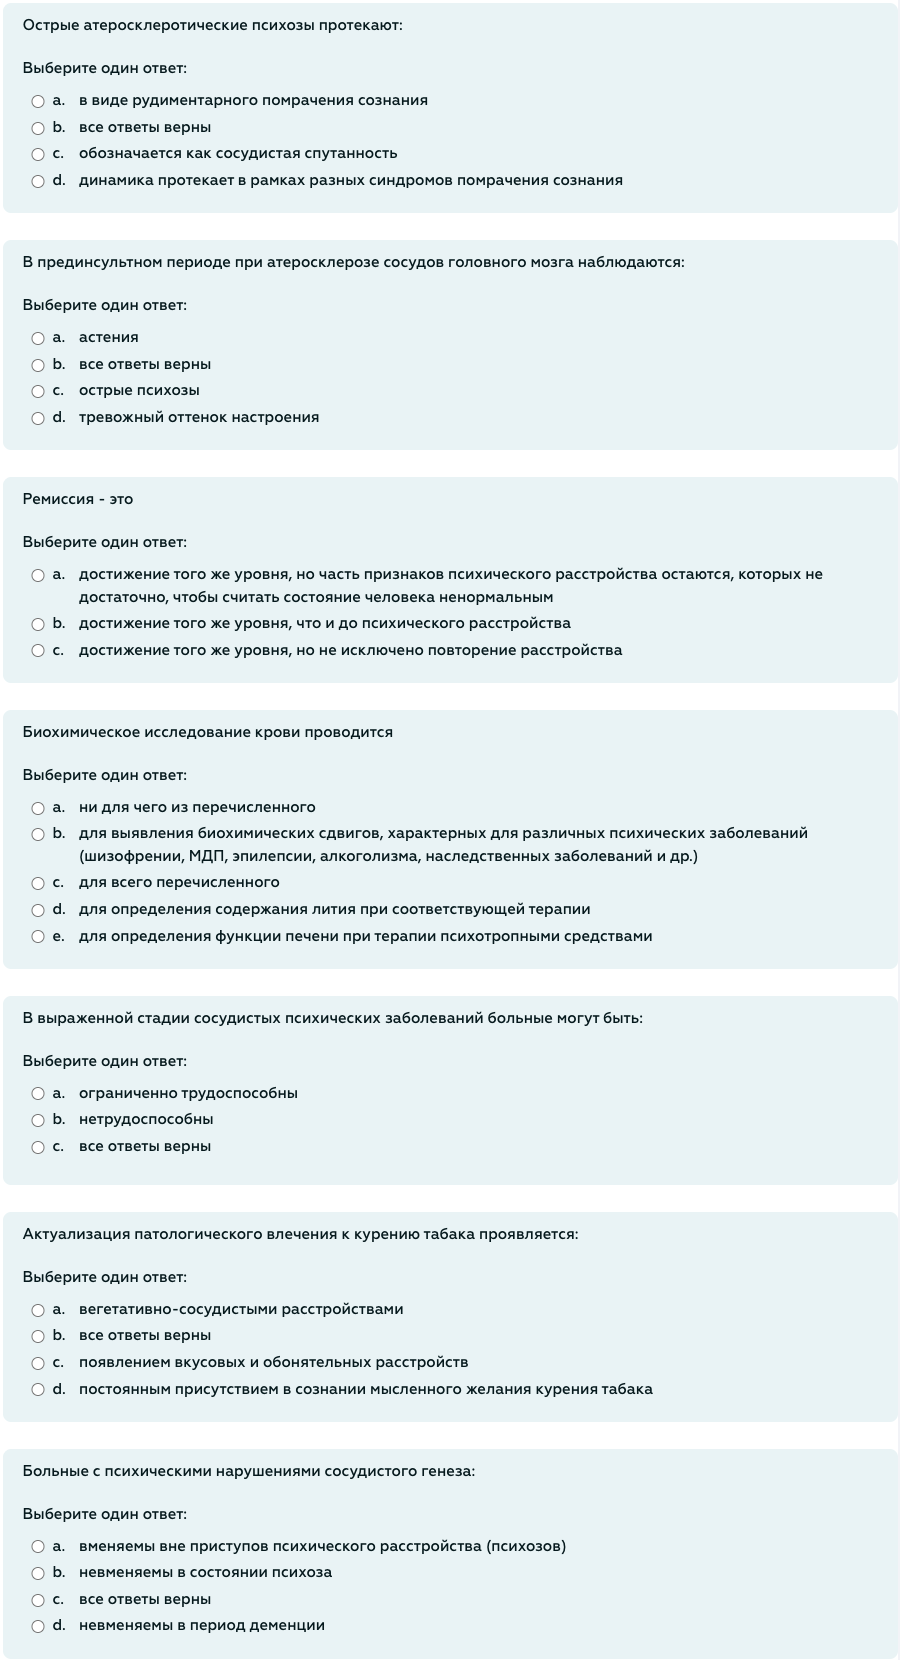 Острые атеросклеротические психозы протекают:
Выберите один ответ:
a. в виде рудиментарного помрачения сознания
b. все ответы верны
c. обозначается как сосудистая спутанность
d. динамика протекает в рамках разных синдромов помрачения сознания
В прединсультном периоде при атеросклерозе сосудов головного мозга наблюдаются:
Выберите один ответ:
a. астения
b. все ответы верны
c. острые психозы
d. тревожный оттенок настроения
Ремиссия - это
Выберите один ответ:
a. достижение того же уровня, но часть признаков психического расстройства остаются, которых не
достаточно, чтобы считать состояние человека ненормальным
b. достижение того же уровня, что и до психического расстройства
c. достижение того же уровня, но не исключено повторение расстройства
Биохимическое исследование крови проводится
Выберите один ответ:
a. ни для чего из перечисленного
b. для выявления биохимических сдвигов, характерных для различных психических заболеваний
(шизофрении, МДП, эпилепсии, алкоголизма, наследственных заболеваний и др.)
c. для всего перечисленного
d. для определения содержания лития при соответствующей терапии
e. для определения функции печени при терапии психотропными средствами
В выраженной стадии сосудистых психических заболеваний больные могут быть:
Выберите один ответ:
a. ограниченно трудоспособны
b. нетрудоспособны
c. все ответы верны
Актуализация патологического влечения к курению табака проявляется:
Выберите один ответ:
a. вегетативно-сосудистыми расстройствами
b. все ответы верны
c. появлением вкусовых и обонятельных расстройств
d. постоянным присутствием в сознании мысленного желания курения табака
Больные с психическими нарушениями сосудистого генеза:
Выберите один ответ:
a. вменяемы вне приступов психического расстройства (психозов)
b. невменяемы в состоянии психоза
c. все ответы верны
d. невменяемы в период деменции